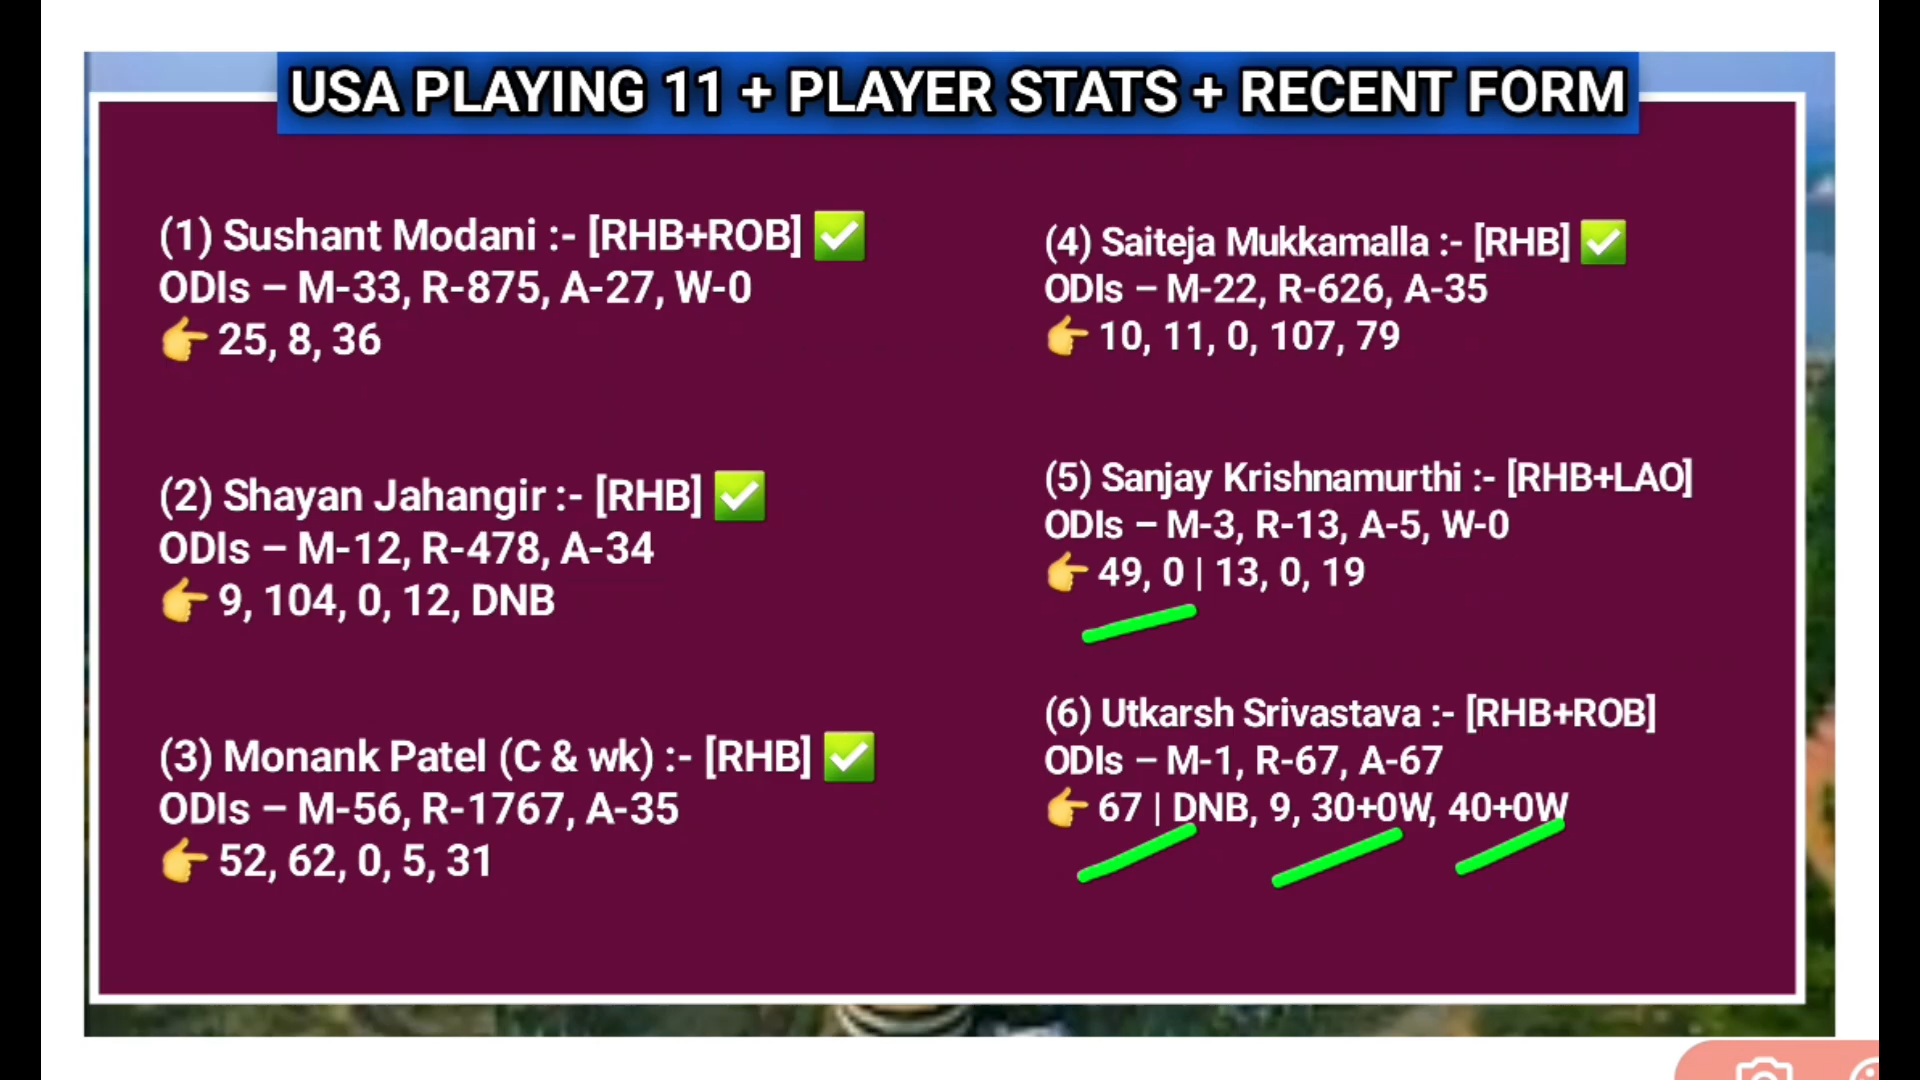 USA PLAYING 11 + PLAYER STATS + RECENT FORM
(1) Sushant Modani :- [RHB+ROB] ✅
ODIs – M-33, R-875, A-27, W-0
👉 25, 8, 36
(2) Shayan Jahangir :- [RHB] ✅
ODIs – M-12, R-478, A-34
👉 9, 104, 0, 12, DNB
(3) Monank Patel (C & wk) :- [RHB] ✅
ODIs – M-56, R-1767, A-35
👉 52, 62, 0, 5, 31
(4) Saiteja Mukkamalla :- [RHB] ✅
ODIs – M-22, R-626, A-35
👉 10, 11, 0, 107, 79
(5) Sanjay Krishnamurthi :- [RHB+LAO]
ODIs – M-3, R-13, A-5, W-0
👉 49, 0 | 13, 0, 19
(6) Utkarsh Srivastava :- [RHB+ROB]
ODIs – M-1, R-67, A-67
👉 67 | DNB, 9, 30+0W, 40+0W